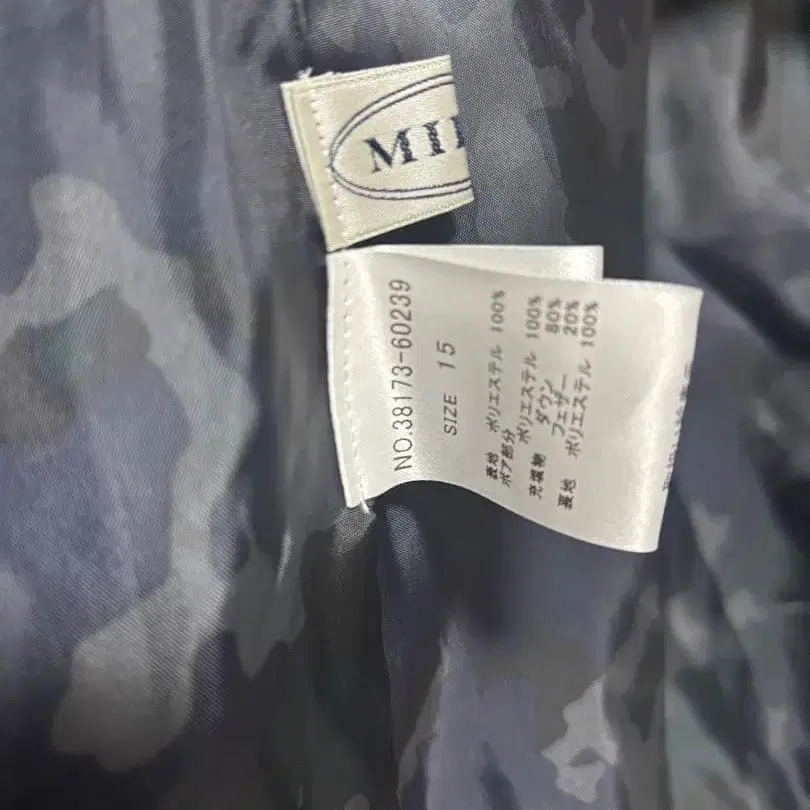 MI
NO.38173-60239
SIZE 15
表地 ポリエステル 100%
ボア部分
ポリエステル 100%
充填物 ダウン 80%
フェザー 20%
裏地 ポリエステル 100%